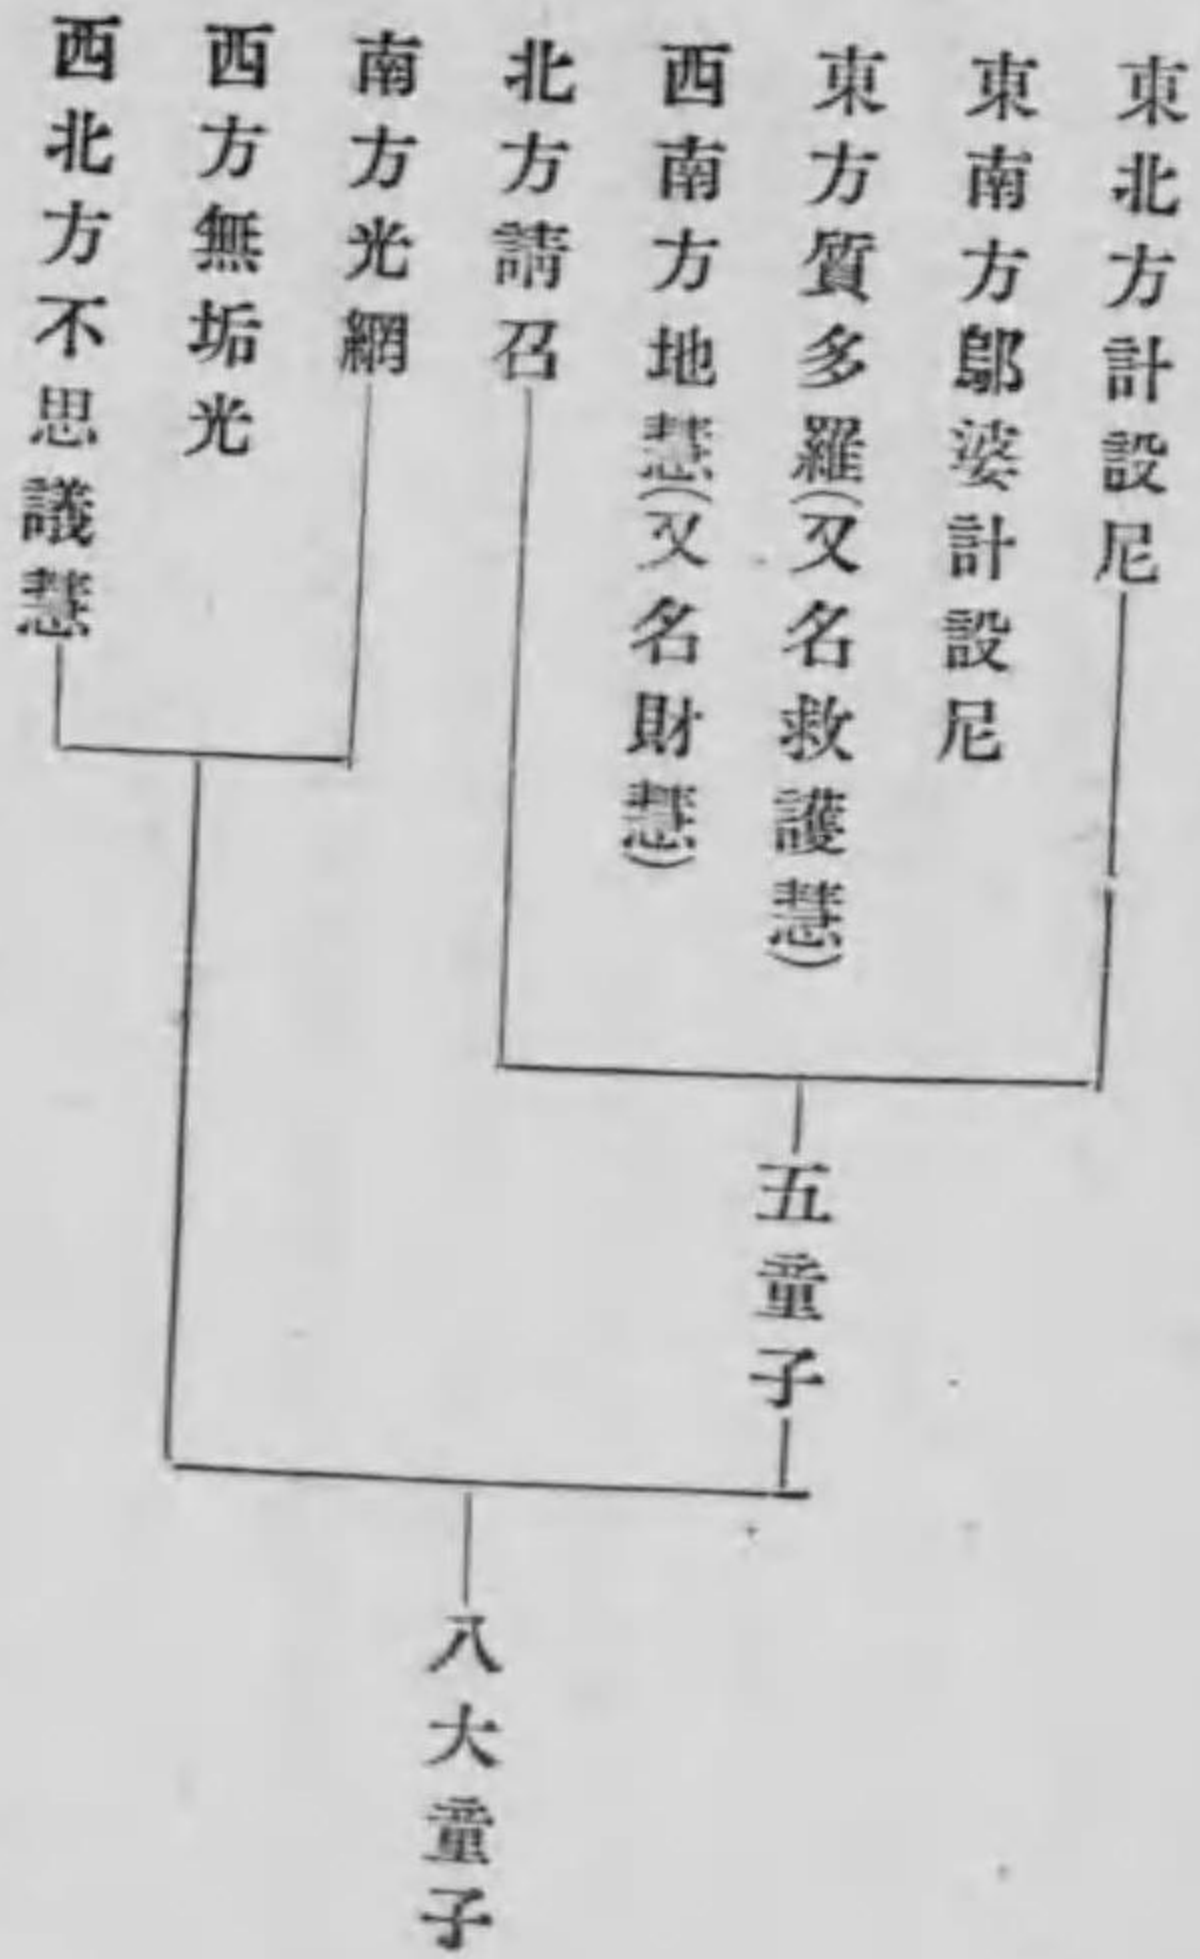 東北方計設尼
東南方鄔婆計設尼
東方質多羅(又名救護慧)
西南方地慧(又名財慧)
北方請召
南方光網
西方無垢光
西北方不思議慧
五童子
八大童子